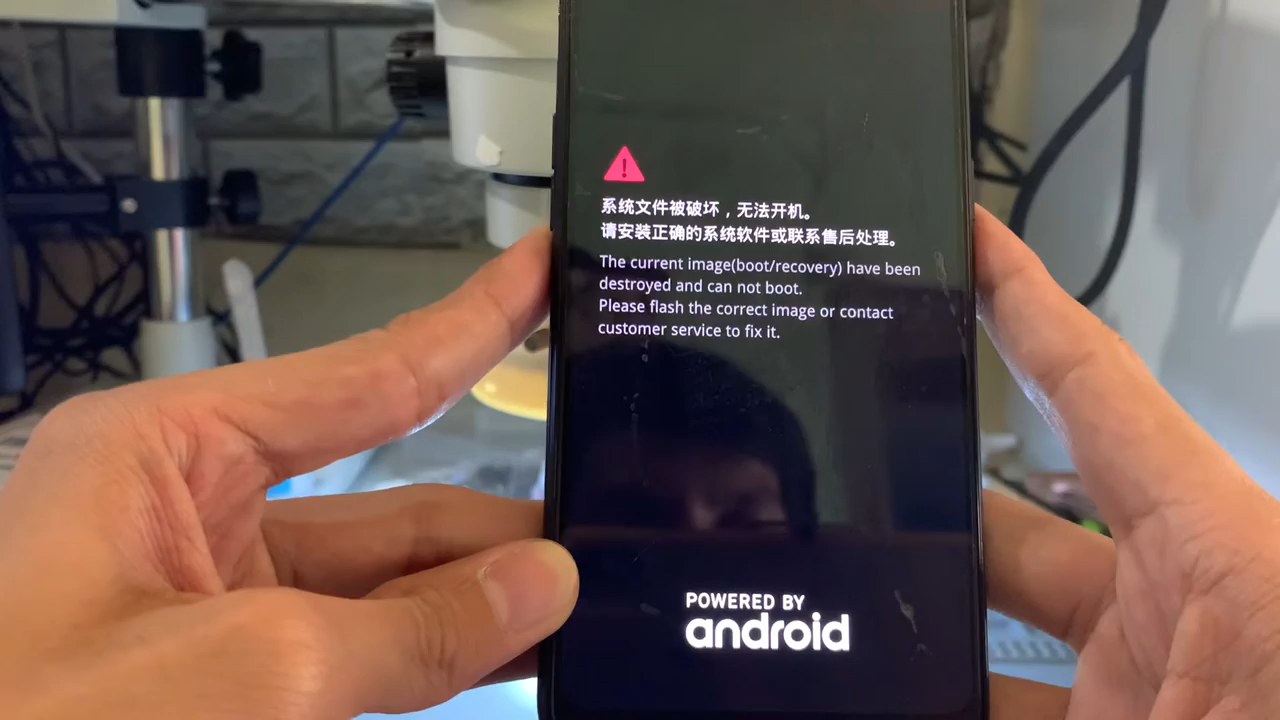 系统文件被破坏，无法开机。
请安装正确的系统软件或联系售后处理。
The current image(boot/recovery) have been
destroyed and can not boot.
Please flash the correct image or contact
customer service to fix it.
POWERED BY
android